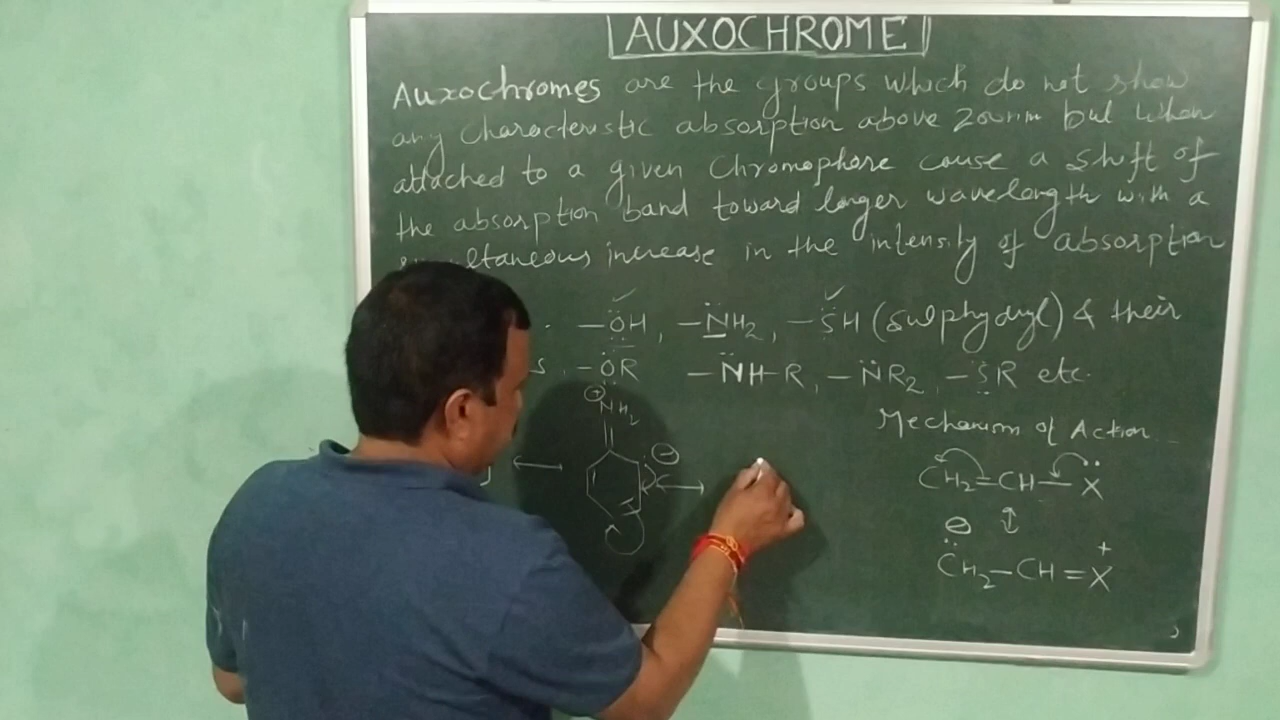 AUXOCHROME
Auxochromes are the groups which do not show
any characteristic absorption above 200nm but when
attached to a given Chromophore cause a shift of
the absorption band toward longer wavelength with a
increase in the intensity of absorption
–ÖH, –N̈H₂, –S̈H (Sulphydryl) & their
–ÖR –N̈H–R, –N̈R₂, –S̈R etc.
⊕NH₂
⊖
Mechanism of Action
CH₂=CH–Ẍ
⊖
C̈H₂–CH=X⁺